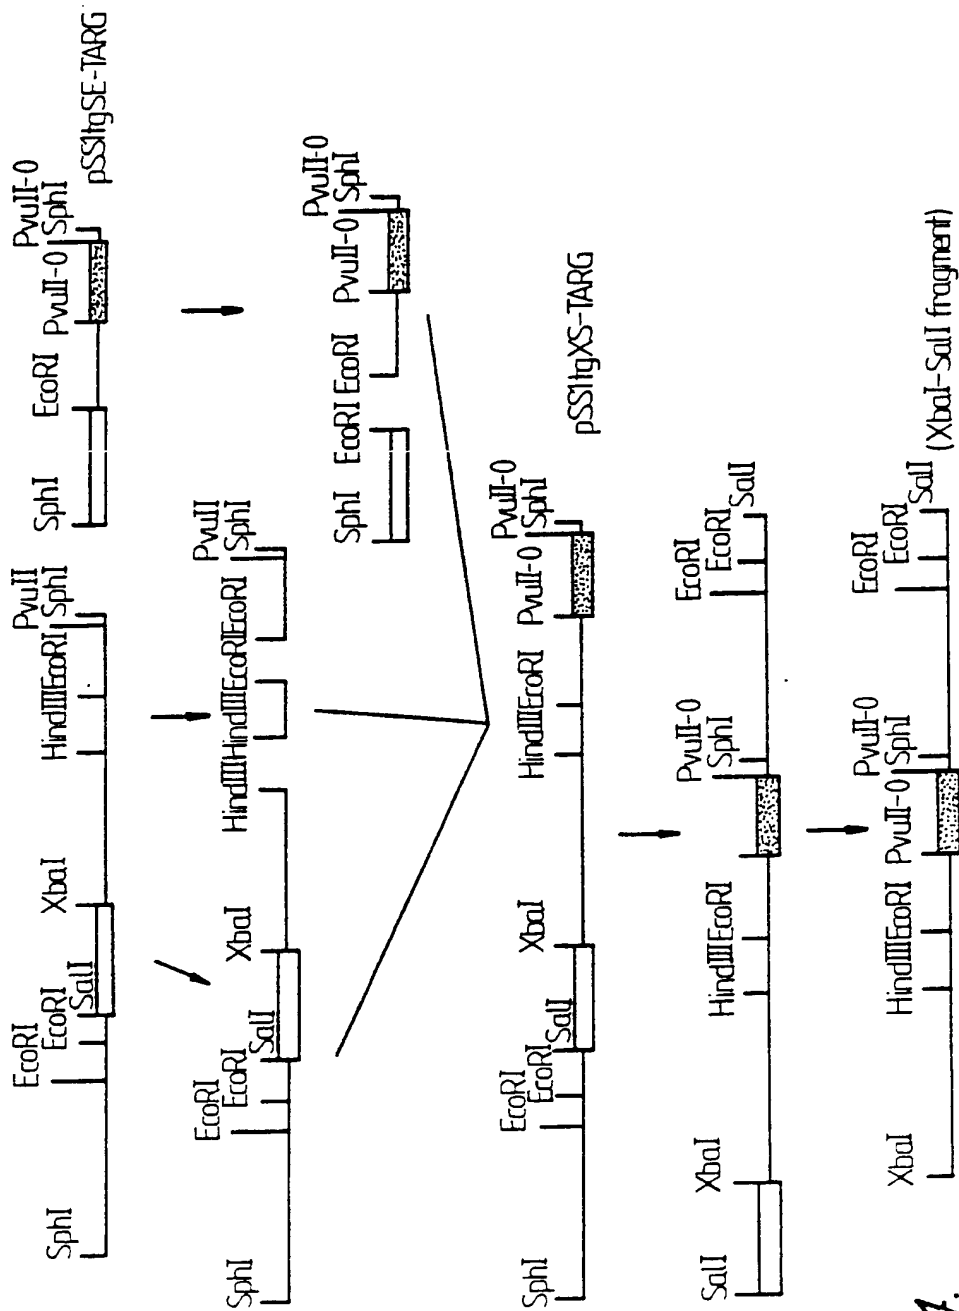 SphI EcoRI EcoRI SalI XbaI HindIII EcoRI PvuII SphI
SphI EcoRI PvuII-0 PvuII-0 SphI
pSS1tgSE-TARG
SphI EcoRI EcoRI SalI XbaI HindIII HindIII EcoRI EcoRI PvuII SphI
SphI EcoRI EcoRI PvuII-0 PvuII-0 SphI
SphI EcoRI EcoRI SalI XbaI HindIII EcoRI PvuII-0 PvuII-0 SphI
pSS1tgXS-TARG
SalI XbaI HindIII EcoRI PvuII-0 SphI EcoRI EcoRI SalI
XbaI HindIII EcoRI PvuII-0 PvuII-0 SphI EcoRI EcoRI SalI
(XbaI-SalI fragment)